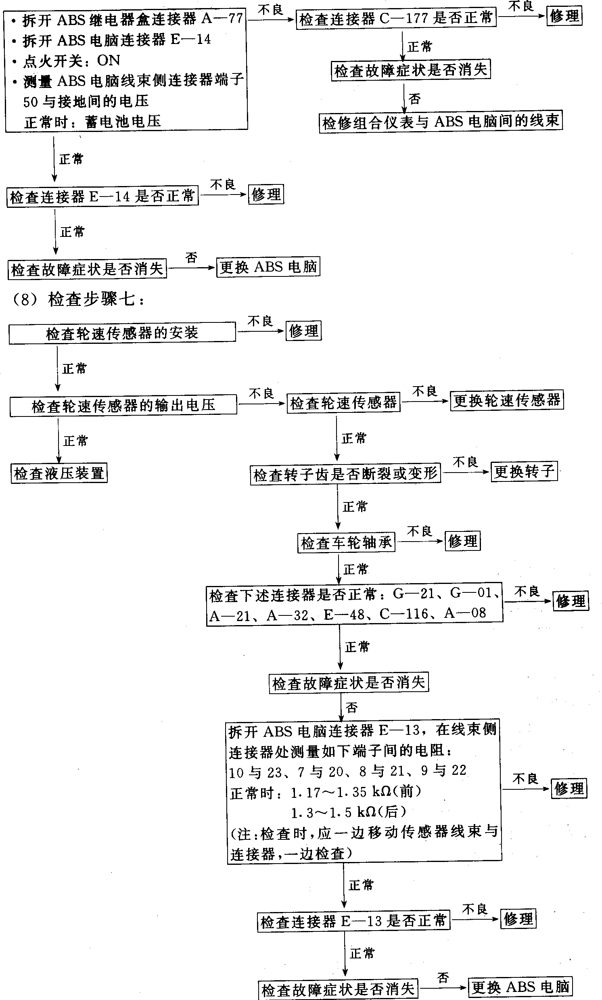 · 拆开 ABS 继电器盒连接器 A—77
· 拆开 ABS 电脑连接器 E—14
· 点火开关：ON
· 测量 ABS 电脑线束侧连接器端子
50 与接地间的电压
正常时：蓄电池电压
不良
检查连接器 C—177 是否正常
不良
修理
正常
检查故障症状是否消失
否
检修组合仪表与 ABS 电脑间的线束
正常
检查连接器 E—14 是否正常
不良
修理
正常
检查故障症状是否消失
否
更换 ABS 电脑
（8）检查步骤七：
检查轮速传感器的安装
不良
修理
正常
检查轮速传感器的输出电压
不良
检查轮速传感器
不良
更换轮速传感器
正常
检查液压装置
正常
检查转子齿是否断裂或变形
不良
更换转子
正常
检查车轮轴承
不良
修理
正常
检查下述连接器是否正常：G—21、G—01、
A—21、A—32、E—48、C—116、A—08
不良
修理
正常
检查故障症状是否消失
否
拆开 ABS 电脑连接器 E—13，在线束侧
连接器处测量如下端子间的电阻：
10 与 23、7 与 20、8 与 21、9 与 22
正常时：1.17～1.35 kΩ（前）
1.3～1.5 kΩ（后）
（注：检查时，应一边移动传感器线束与
连接器，一边检查）
不良
修理
正常
检查连接器 E—13 是否正常
不良
修理
正常
检查故障症状是否消失
否
更换 ABS 电脑